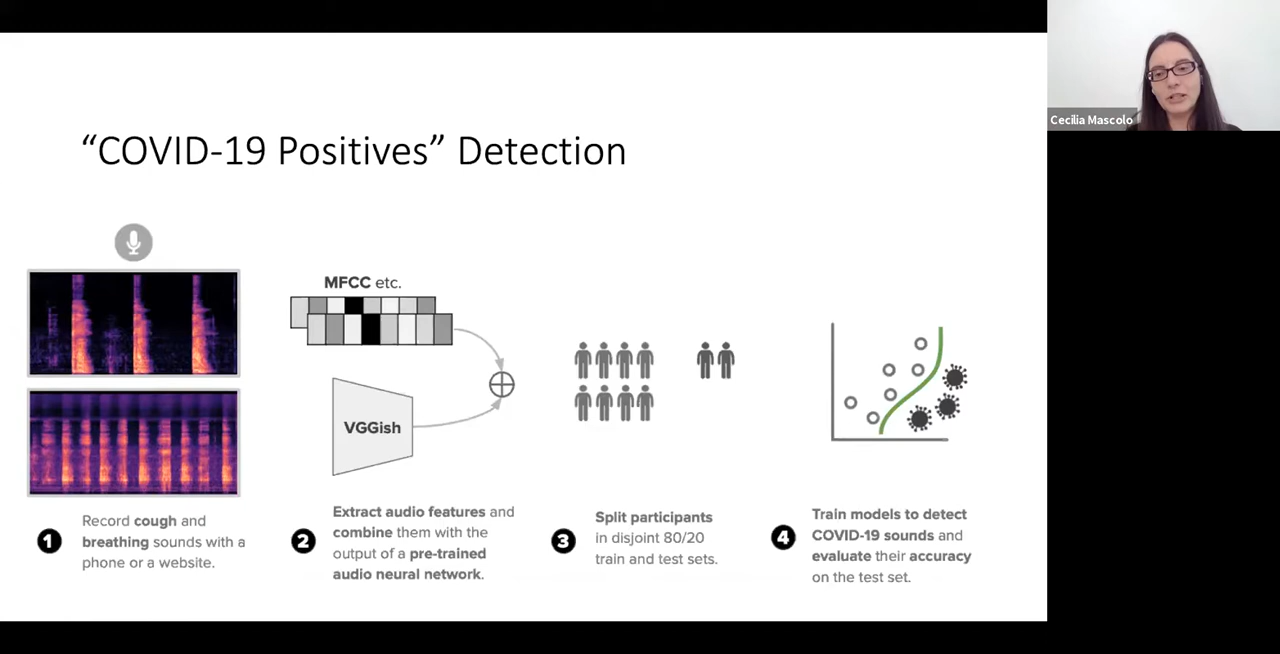 Cecilia Mascolo
“COVID-19 Positives” Detection
MFCC etc.
VGGish
1
Record cough and
breathing sounds with a
phone or a website.
2
Extract audio features and
combine them with the
output of a pre-trained
audio neural network.
3
Split participants
in disjoint 80/20
train and test sets.
4
Train models to detect
COVID-19 sounds and
evaluate their accuracy
on the test set.